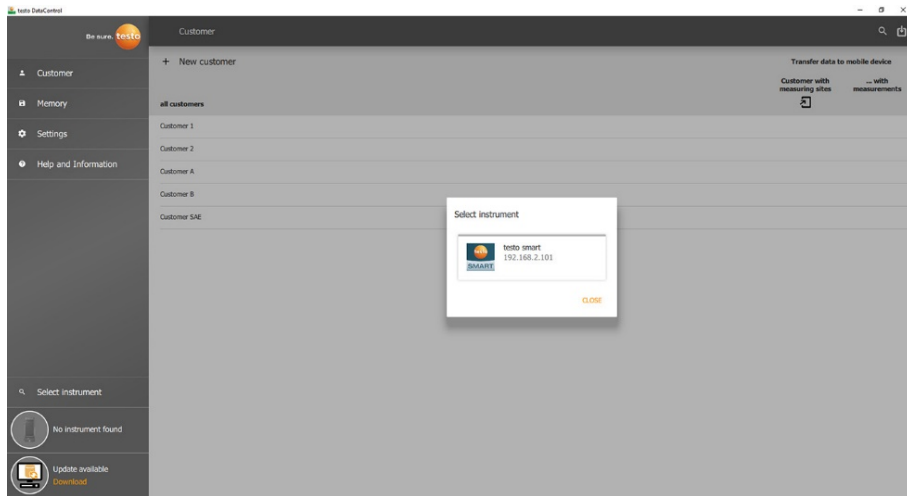 testo DataControl
Be sure. testo
Customer
Customer
Memory
Settings
Help and Information
+ New customer
Transfer data to mobile device
Customer with
measuring sites
... with
measurements
all customers
Customer 1
Customer 2
Customer A
Customer B
Customer SAE
Select instrument
testo smart
192.168.2.101
SMART
CLOSE
Select instrument
No instrument found
Update available
Download